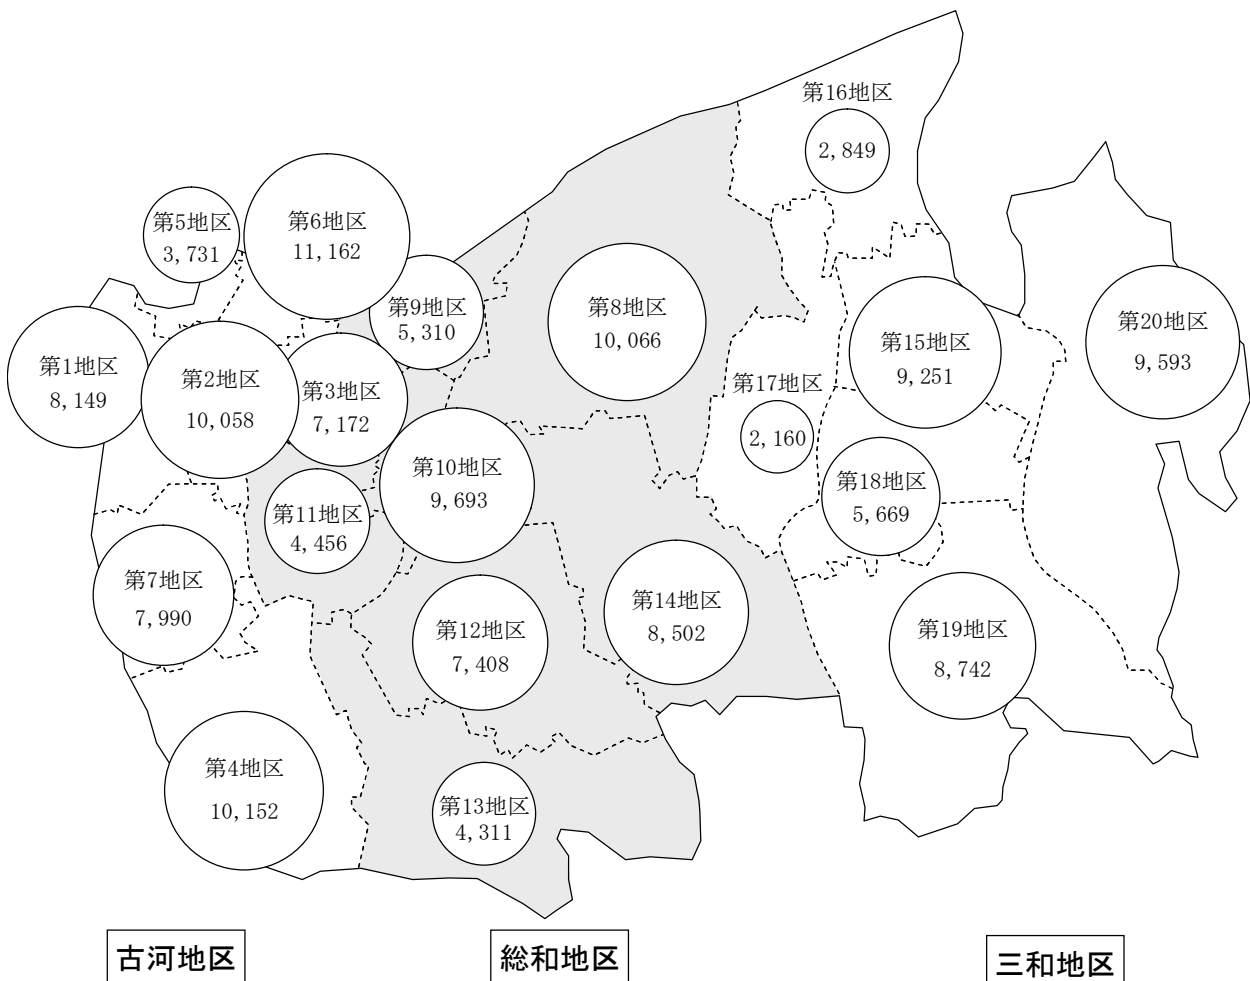 第16地区
2,849
第5地区
3,731
第6地区
11,162
第9地区
5,310
第8地区
10,066
第20地区
9,593
第15地区
9,251
第1地区
8,149
第2地区
10,058
第3地区
7,172
第17地区
2,160
第10地区
9,693
第18地区
5,669
第11地区
4,456
第7地区
7,990
第12地区
7,408
第14地区
8,502
第19地区
8,742
第4地区
10,152
第13地区
4,311
古河地区
総和地区
三和地区